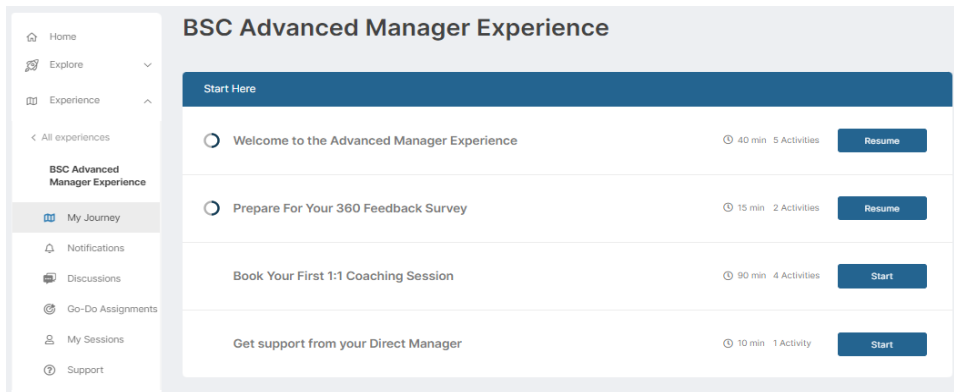 Home
Explore
Experience
< All experiences
BSC Advanced
Manager Experience
My Journey
Notifications
Discussions
Go-Do Assignments
My Sessions
Support
BSC Advanced Manager Experience
Start Here
Welcome to the Advanced Manager Experience 40 min 5 Activities Resume
Prepare For Your 360 Feedback Survey 15 min 2 Activities Resume
Book Your First 1:1 Coaching Session 90 min 4 Activities Start
Get support from your Direct Manager 10 min 1 Activity Start